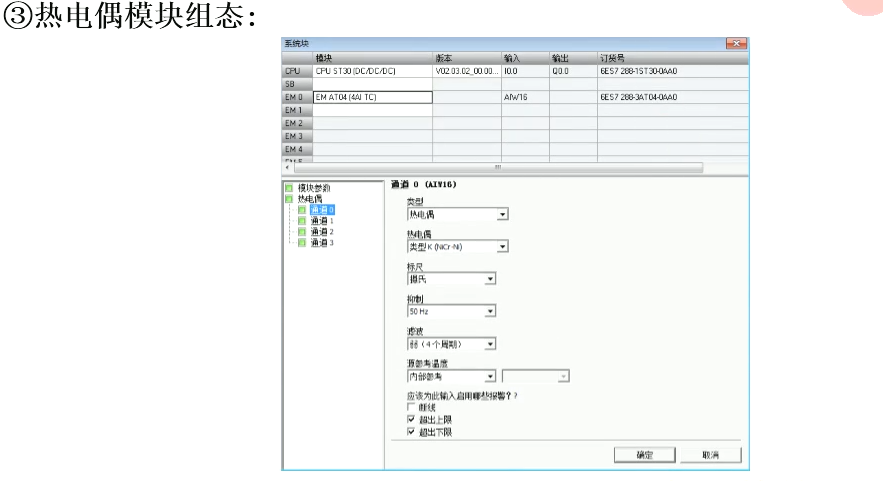 ③热电偶模块组态：
系统块
模块 版本 输入 输出 订货号
CPU CPU ST30 (DC/DC/DC) V02.03.02_00.00... I0.0 Q0.0 6ES7 288-1ST30-0AA0
SB
EM 0 EM AT04 (4AI TC) AIW16 6ES7 288-3AT04-0AA0
EM 1
EM 2
EM 3
EM 4
模块参数
热电偶
通道 0
通道 1
通道 2
通道 3
通道 0 (AIW16)
类型
热电偶
热电偶
类型 K (NiCr-Ni)
标尺
摄氏
抑制
50 Hz
滤波
弱（4 个周期）
源参考温度
内部参考
应该为此输入启用哪些报警？?
断线
超出上限
超出下限
确定 取消